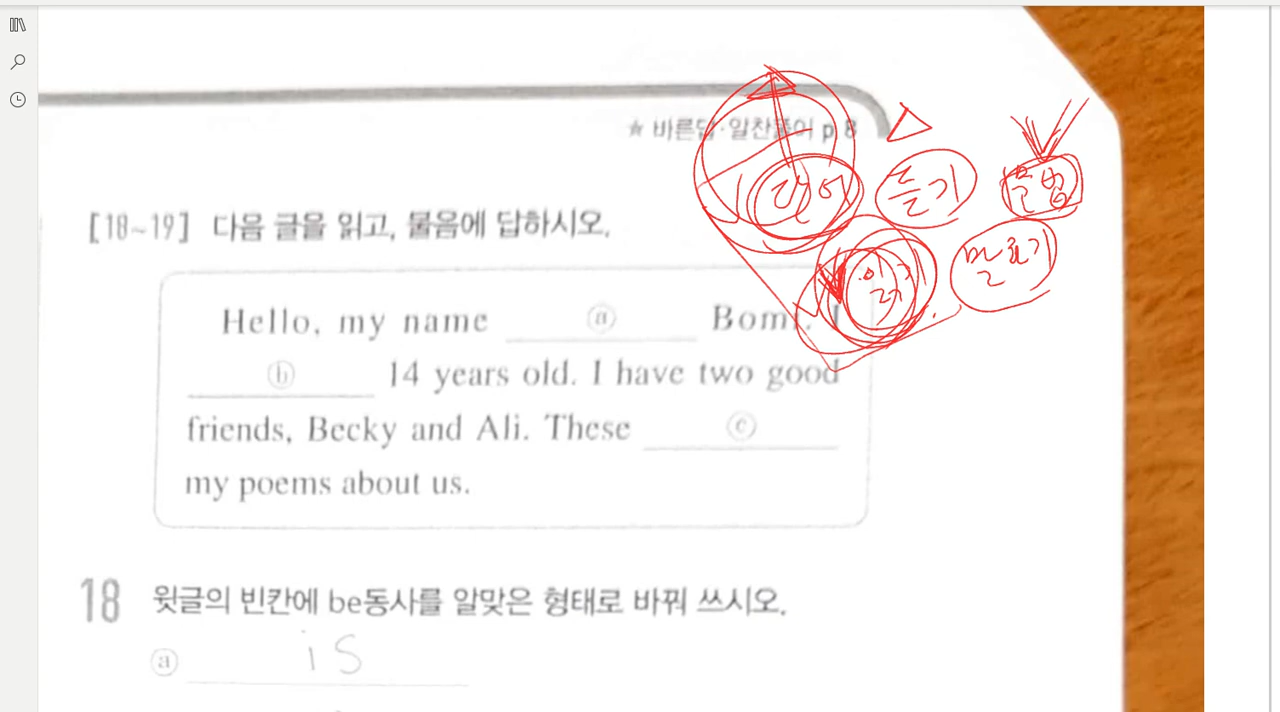 ★ 바른답·알찬풀이 p 8
단어 듣기 문법
읽기 말하기
[18~19] 다음 글을 읽고, 물음에 답하시오.
Hello, my name ⓐ Bomi. I
ⓑ 14 years old. I have two good
friends, Becky and Ali. These ⓒ
my poems about us.
18 윗글의 빈칸에 be동사를 알맞은 형태로 바꿔 쓰시오.
ⓐ is